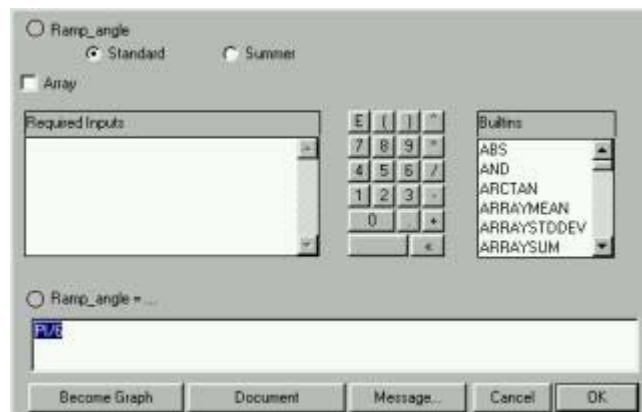 Ramp_angle
Standard Summer
Array
Required Inputs
E ( ) ^
7 8 9 *
4 5 6 /
1 2 3 -
0 . +
«
Builtins
ABS
AND
ARCTAN
ARRAYMEAN
ARRAYSTDDEV
ARRAYSUM
Ramp_angle = ...
PI/6
Become Graph Document Message... Cancel OK